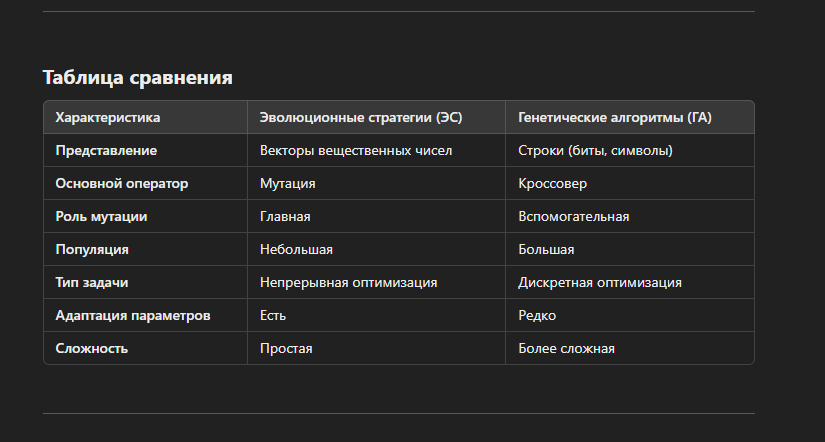 Таблица сравнения
Характеристика Эволюционные стратегии (ЭС) Генетические алгоритмы (ГА)
Представление Векторы вещественных чисел Строки (биты, символы)
Основной оператор Мутация Кроссовер
Роль мутации Главная Вспомогательная
Популяция Небольшая Большая
Тип задачи Непрерывная оптимизация Дискретная оптимизация
Адаптация параметров Есть Редко
Сложность Простая Более сложная